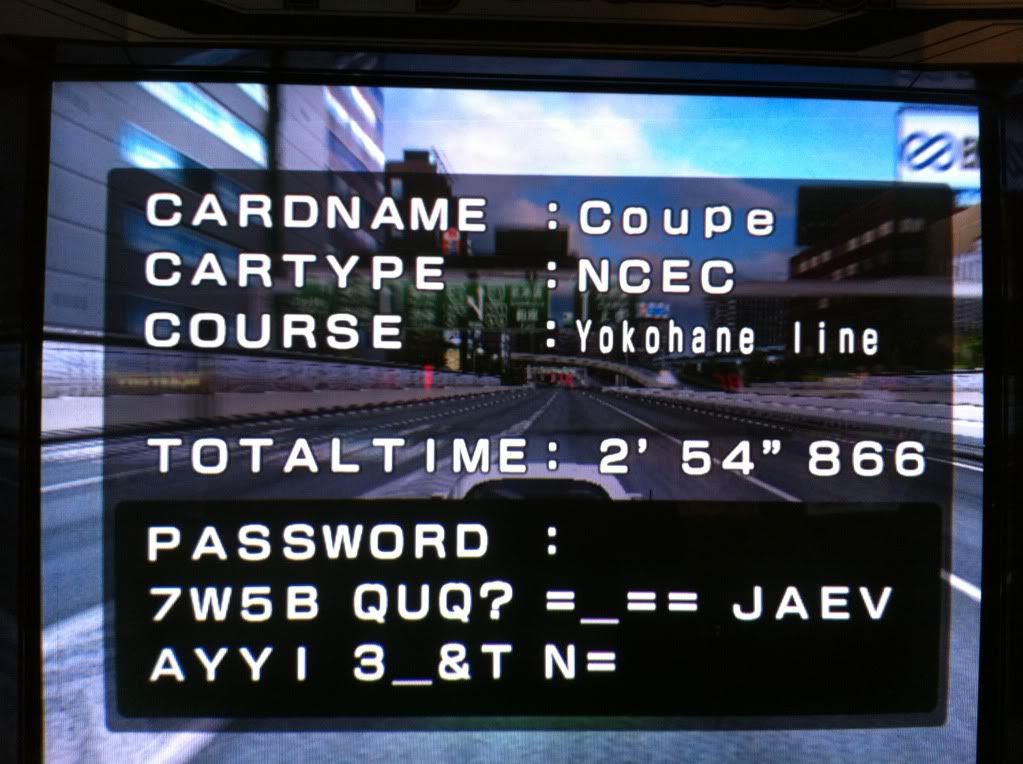 CARDNAME : Coupe
CARTYPE : NCEC
COURSE : Yokohane line
TOTALTIME: 2’ 54” 866
PASSWORD :
7W5B QUQ? =_== JAEV
AYYI 3_&T N=